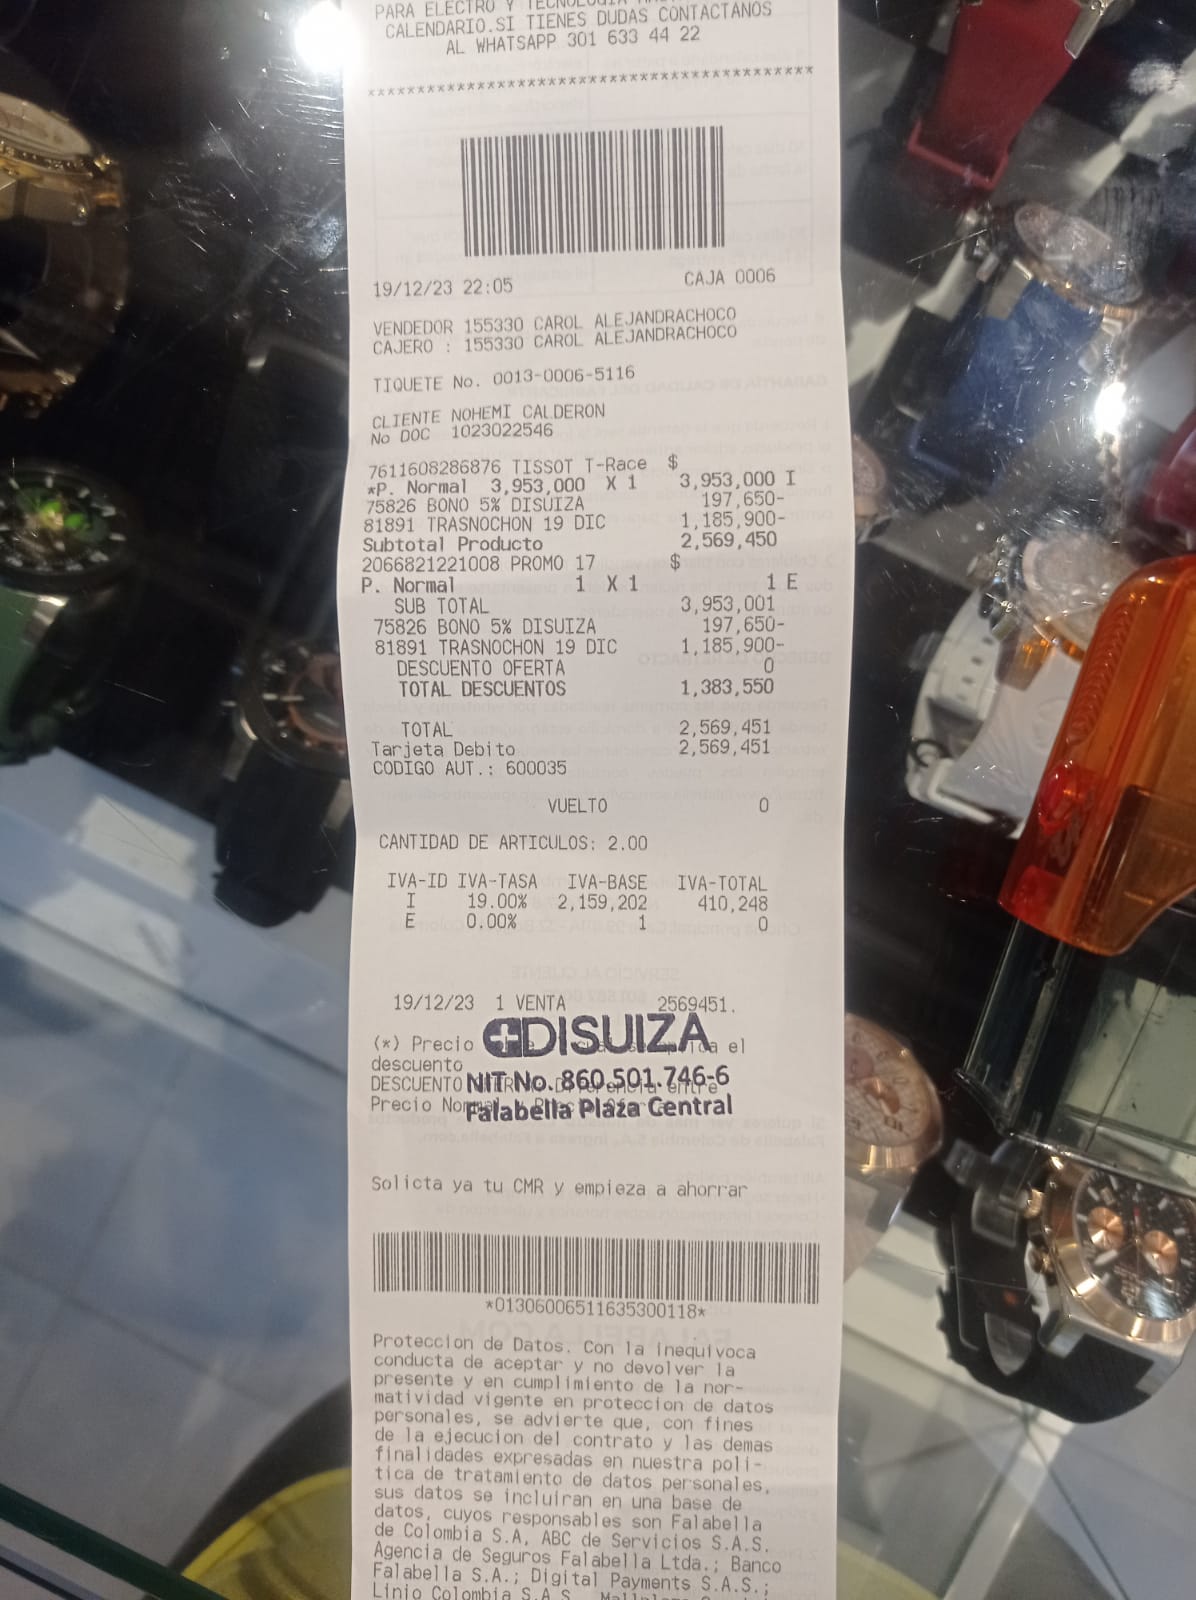 PARA ELECTRO Y TECNOLOGIA
CALENDARIO.SI TIENES DUDAS CONTACTANOS
AL WHATSAPP 301 633 44 22
*********************************************
19/12/23 22:05 CAJA 0006
VENDEDOR 155330 CAROL ALEJANDRACHOCO
CAJERO : 155330 CAROL ALEJANDRACHOCO
TIQUETE No. 0013-0006-5116
CLIENTE NOHEMI CALDERON
No DOC 1023022546
7611608286876 TISSOT T-Race $
*P. Normal 3,953,000 X 1 3,953,000 I
75826 BONO 5% DISUIZA 197,650-
81891 TRASNOCHON 19 DIC 1,185,900-
Subtotal Producto 2,569,450
2066821221008 PROMO 17 $
P. Normal 1 X 1 1 E
SUB TOTAL 3,953,001
75826 BONO 5% DISUIZA 197,650-
81891 TRASNOCHON 19 DIC 1,185,900-
DESCUENTO OFERTA 0
TOTAL DESCUENTOS 1,383,550
TOTAL 2,569,451
Tarjeta Debito 2,569,451
CODIGO AUT.: 600035
VUELTO 0
CANTIDAD DE ARTICULOS: 2.00
IVA-ID IVA-TASA IVA-BASE IVA-TOTAL
I 19.00% 2,159,202 410,248
E 0.00% 1 0
19/12/23 1 VENTA 2569451.
DISUIZA
(*) Precio el
descuento
NIT No. 860.501.746-6
DESCUENTO entre
Falabella Plaza Central
Precio
Solicta ya tu CMR y empieza a ahorrar
*01306006511635300118*
Proteccion de Datos. Con la inequivoca
conducta de aceptar y no devolver la
presente y en cumplimiento de la nor-
matividad vigente en proteccion de datos
personales, se advierte que, con fines
de la ejecucion del contrato y las demas
finalidades expresadas en nuestra poli-
tica de tratamiento de datos personales,
sus datos se incluiran en una base de
datos, cuyos responsables son Falabella
de Colombia S.A, ABC de Servicios S.A.S.
Agencia de Seguros Falabella Ltda.; Banco
Falabella S.A.; Digital Payments S.A.S.;
Linio Colombia S.A.S.